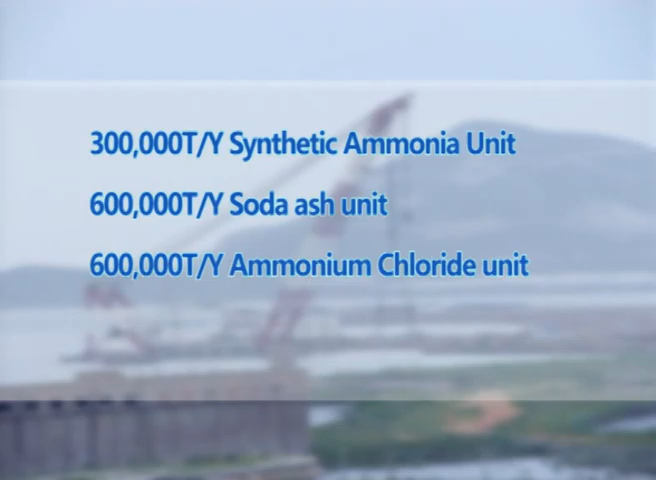 300,000T/Y Synthetic Ammonia Unit
600,000T/Y Soda ash unit
600,000T/Y Ammonium Chloride unit